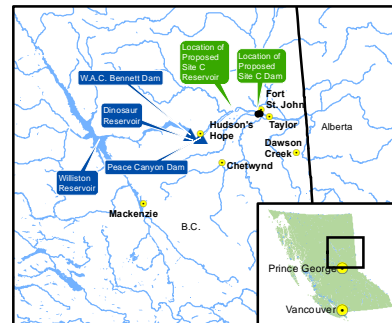 Location of
Proposed
Site C
Reservoir
Location of
Proposed
Site C Dam
W.A.C. Bennett Dam
Dinosaur
Reservoir
Fort
St. John
Taylor
Alberta
Hudson's
Hope
Dawson
Creek
Peace Canyon Dam
Chetwynd
Williston
Reservoir
Mackenzie
B.C.
Prince George
Vancouver